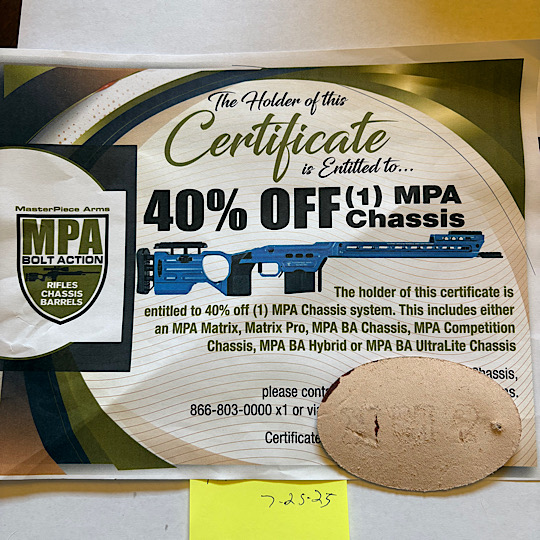 The Holder of this
Certificate
is Entitled to...
40% OFF (1) MPA
Chassis
MasterPiece Arms
MPA
BOLT ACTION
RIFLES
CHASSIS
BARRELS
The holder of this certificate is
entitled to 40% off (1) MPA Chassis system. This includes either
an MPA Matrix, Matrix Pro, MPA BA Chassis, MPA Competition
Chassis, MPA BA Hybrid or MPA BA UltraLite Chassis
please
866-803-0000 x1 or
Certificate
7-25-25